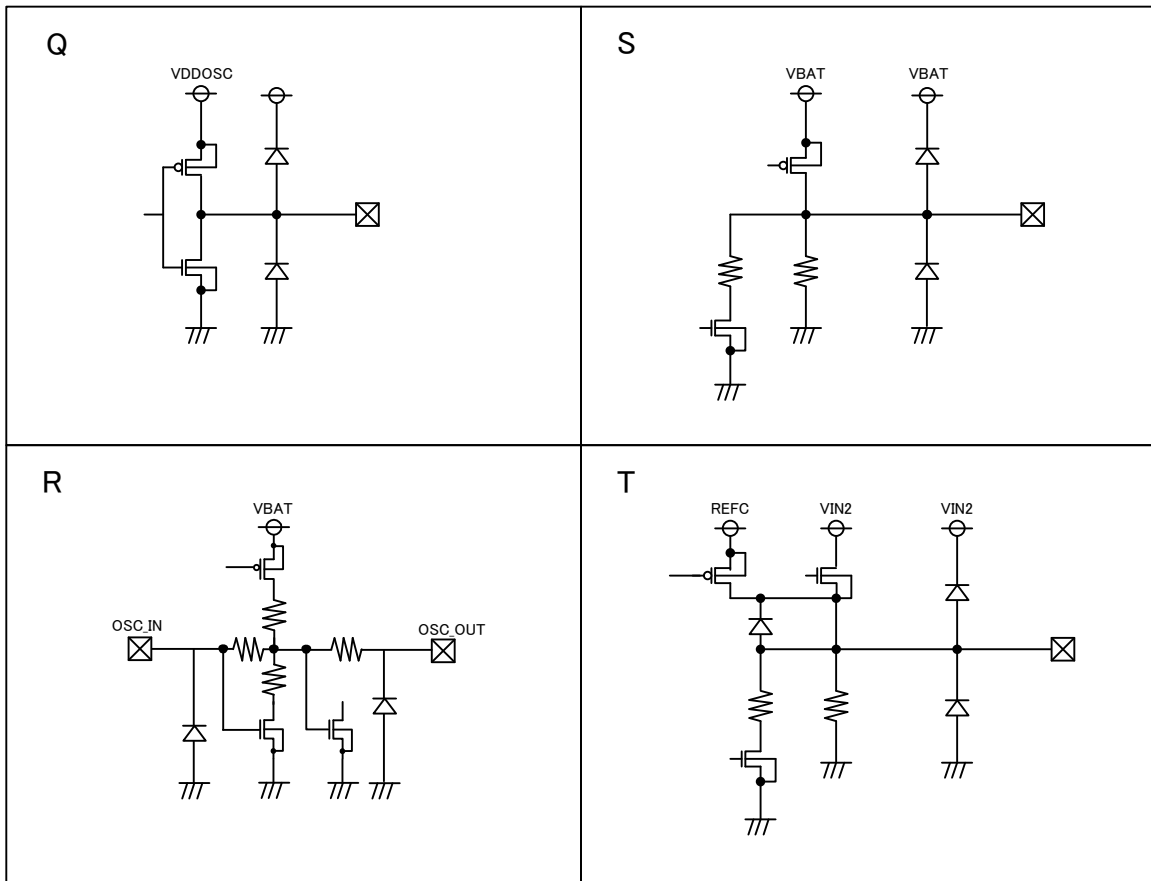 Q
VDDOSC
S
VBAT VBAT
R
VBAT
OSC_IN
OSC_OUT
T
REFC VIN2 VIN2